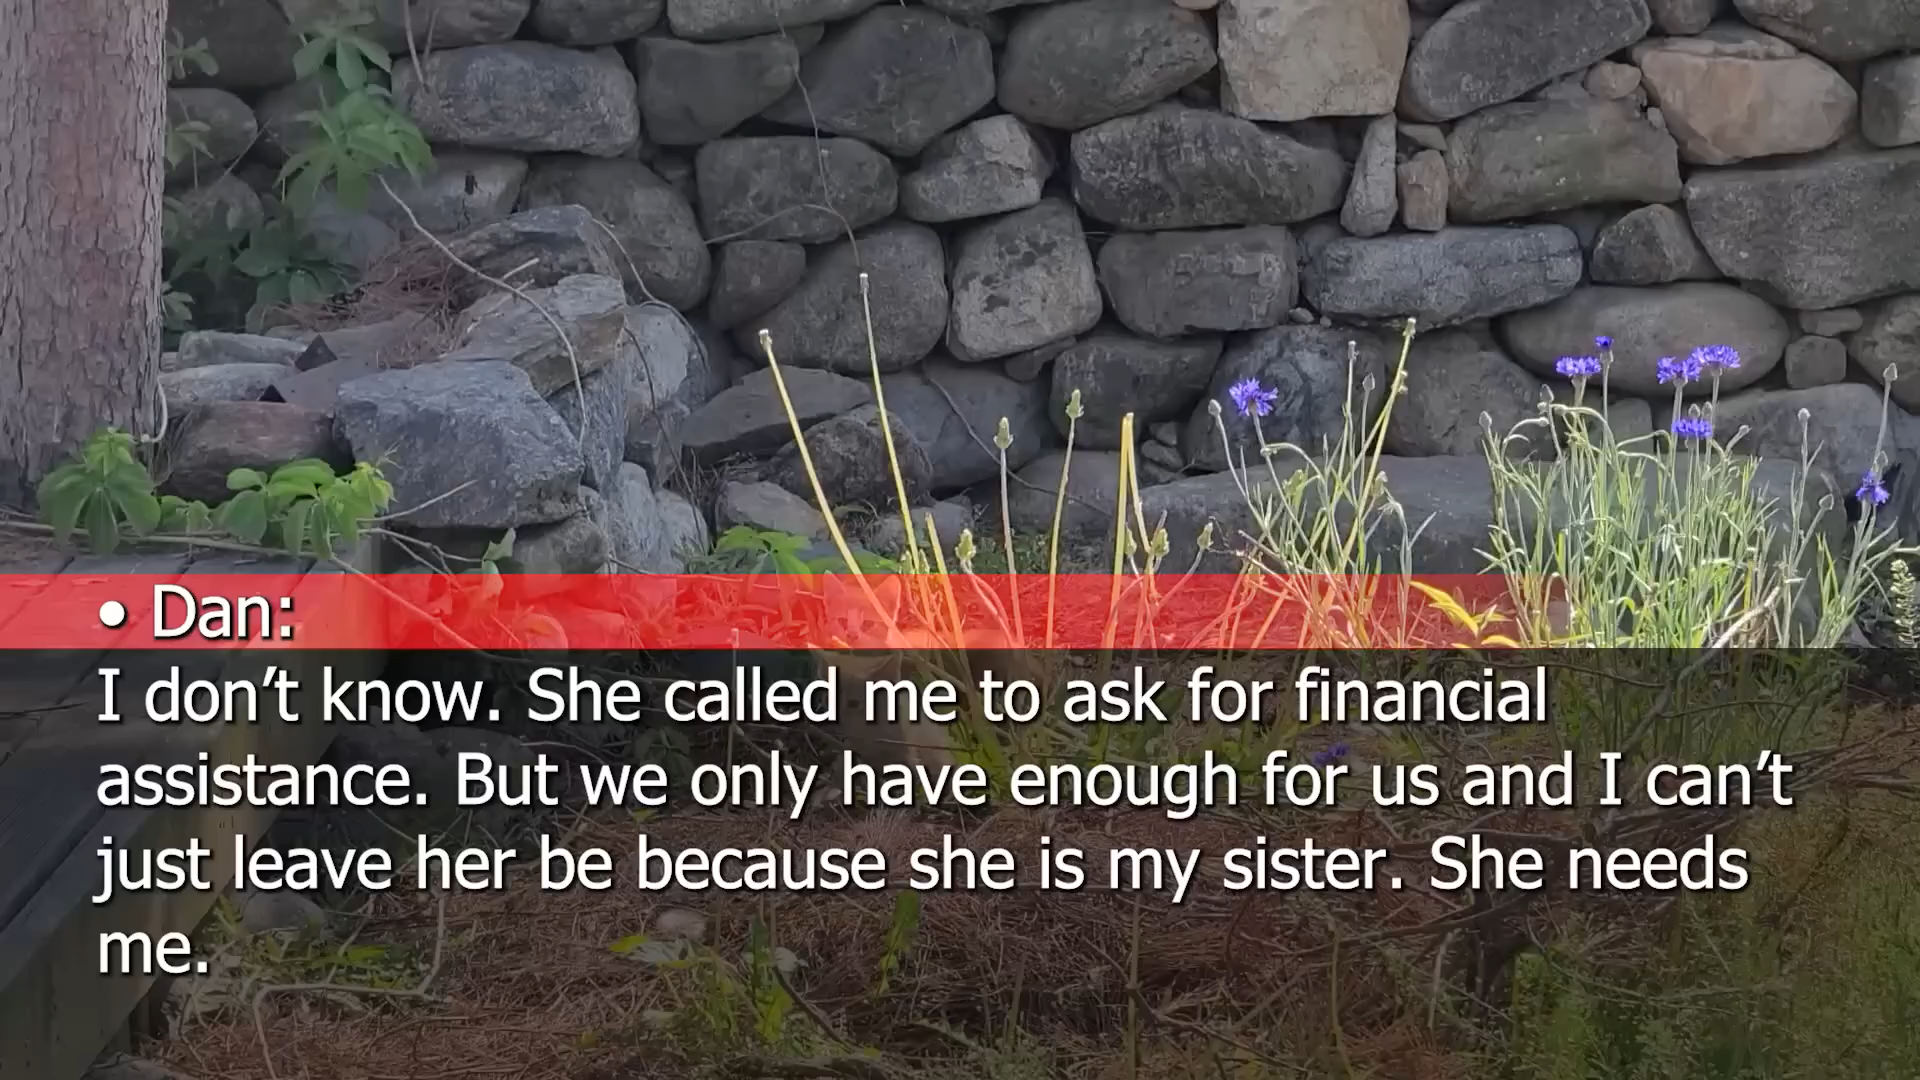 • Dan:
I don’t know. She called me to ask for financial
assistance. But we only have enough for us and I can’t
just leave her be because she is my sister. She needs
me.